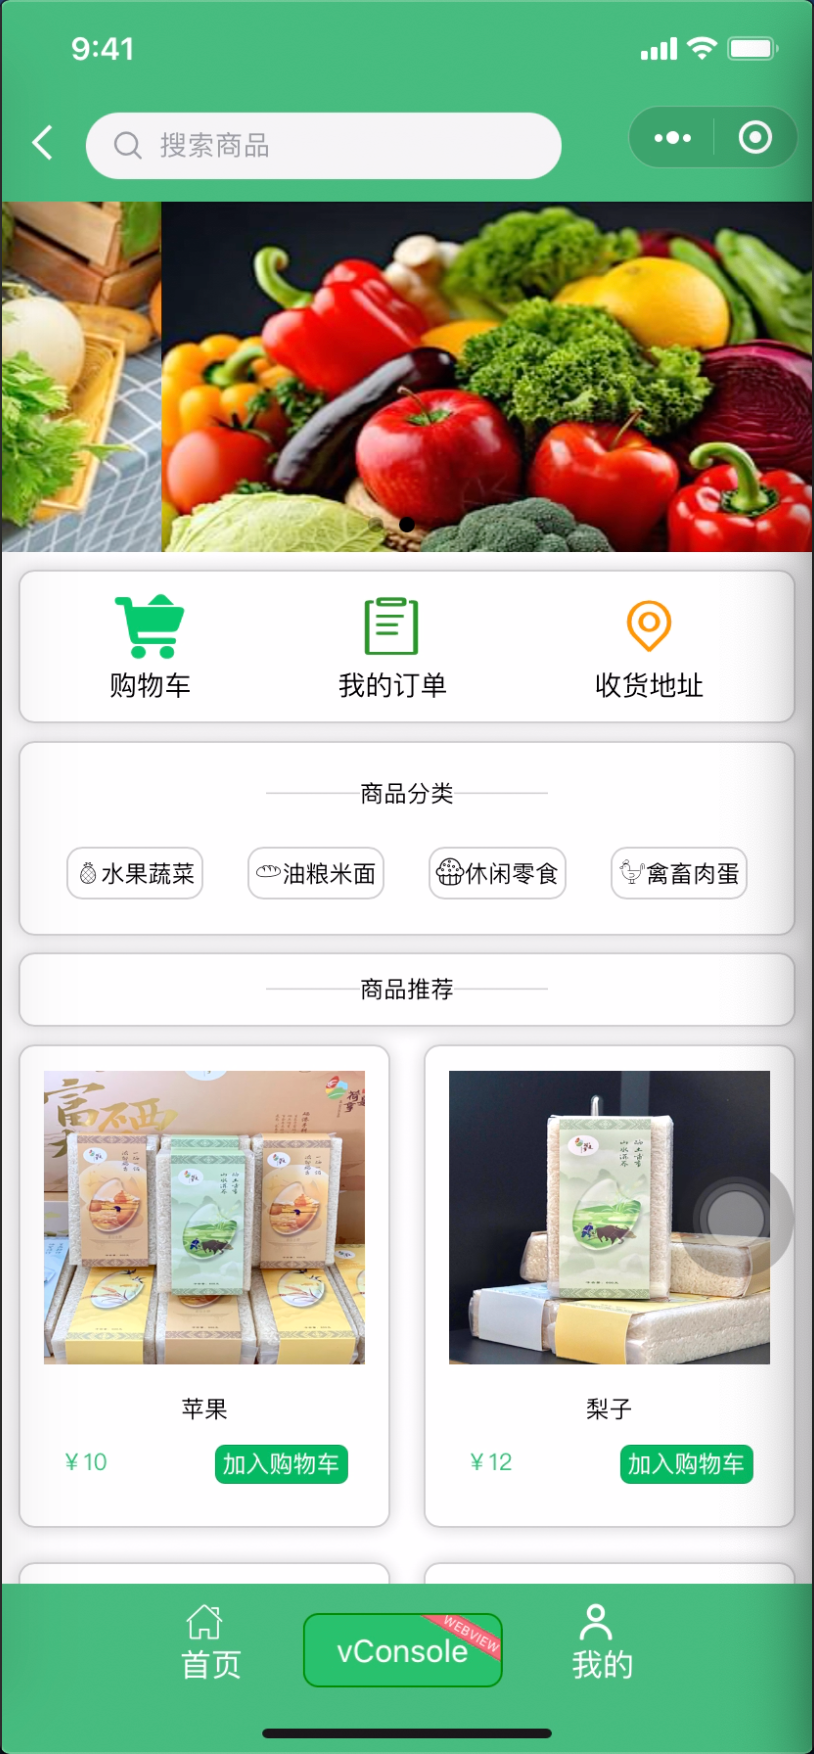 9:41
搜索商品
购物车
我的订单
收货地址
商品分类
水果蔬菜
油粮米面
休闲零食
禽畜肉蛋
商品推荐
苹果
梨子
¥10
加入购物车
¥12
加入购物车
首页
vConsole
WEBVIEW
我的